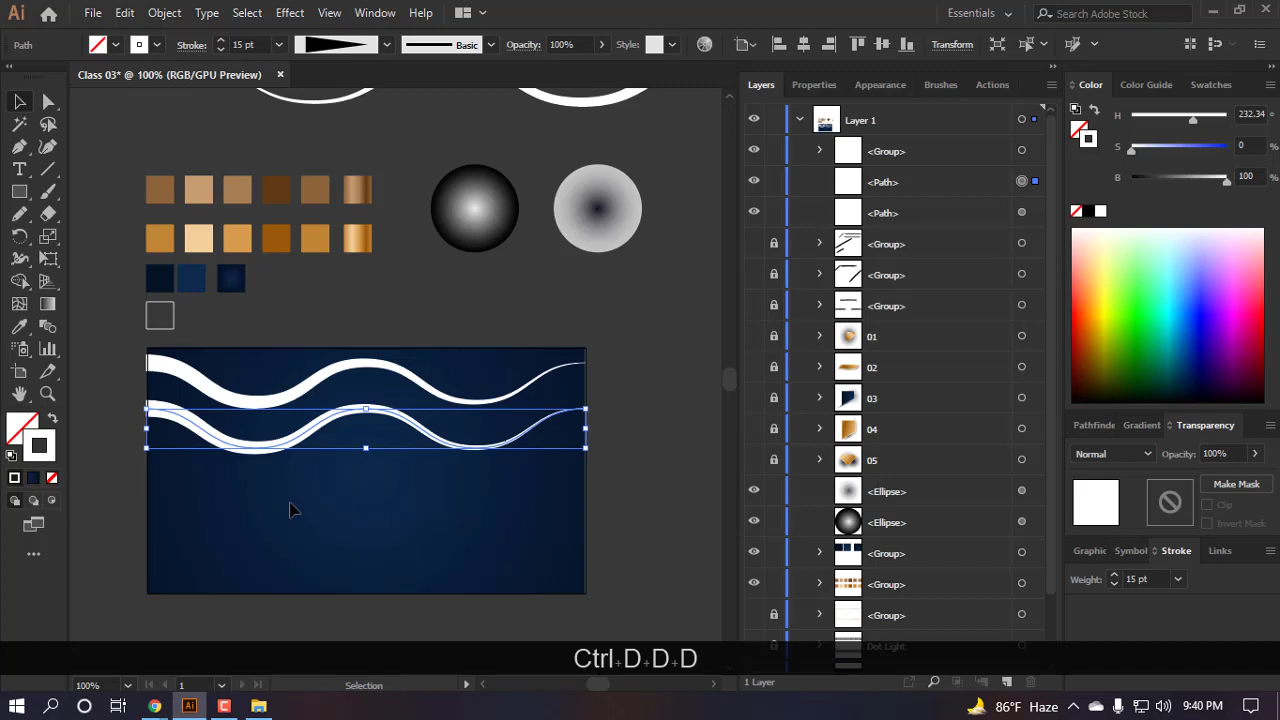 Ai File Edit Object Type Select Effect View Window Help Essentials Search Adobe Stock
Path Stroke: 15 pt Basic Opacity: 100% Style: Transform
Class 03* @ 100% (RGB/GPU Preview) ×
Layers Properties Appearance Brushes Actions
Color Color Guide Swatches
Layer 1
H 232.34 °
S 0 %
B 100 %
<Group>
<Path>
<Path>
<Group>
<Group>
<Group>
01
02
03
04
05
<Ellipse>
<Ellipse>
<Group>
<Group>
<Group>
Dot Light
1 Layer
Pathfinde Gradient Transparency
Normal Opacity: 100%
Make Mask
Clip
Invert Mask
Graphic Symbol Stroke Links
Weight: 15 pt
Ctrl+D+D+D
100% 1 Selection
86°F Haze 9:40 PM